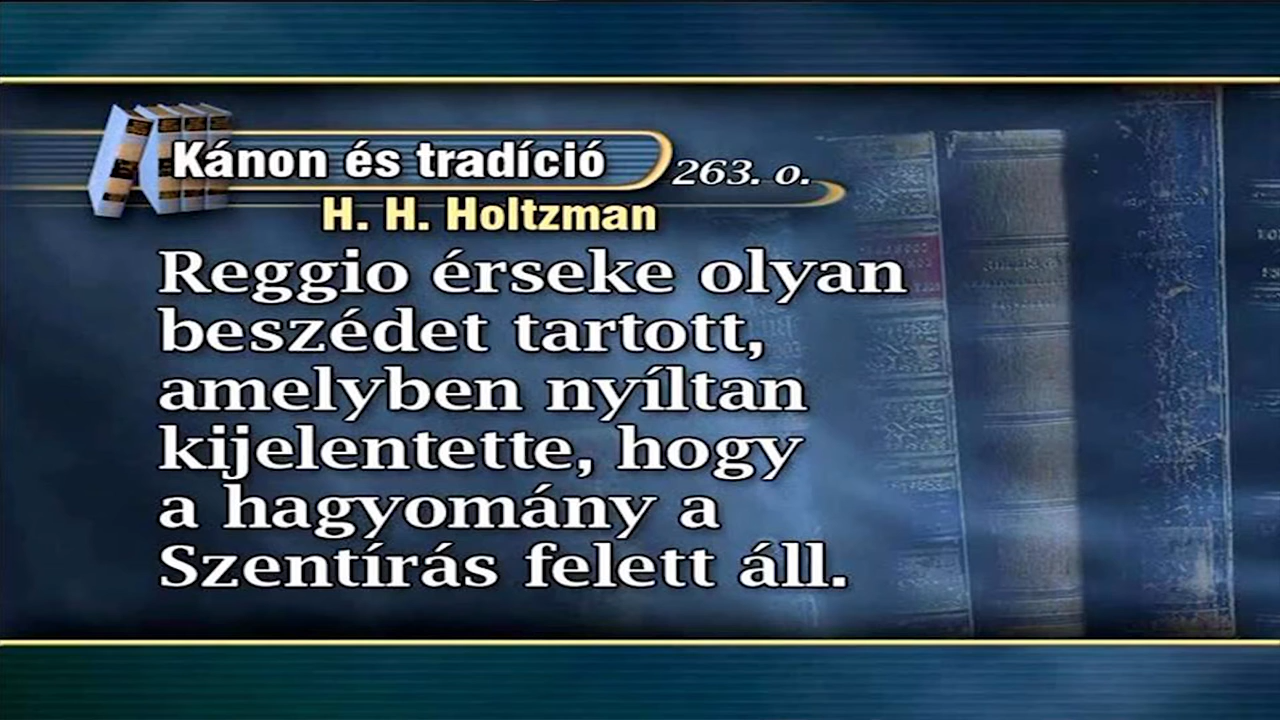 Kánon és tradíció
263. o.
H. H. Holtzman
Reggio érseke olyan
beszédet tartott,
amelyben nyíltan
kijelentette, hogy
a hagyomány a
Szentírás felett áll.